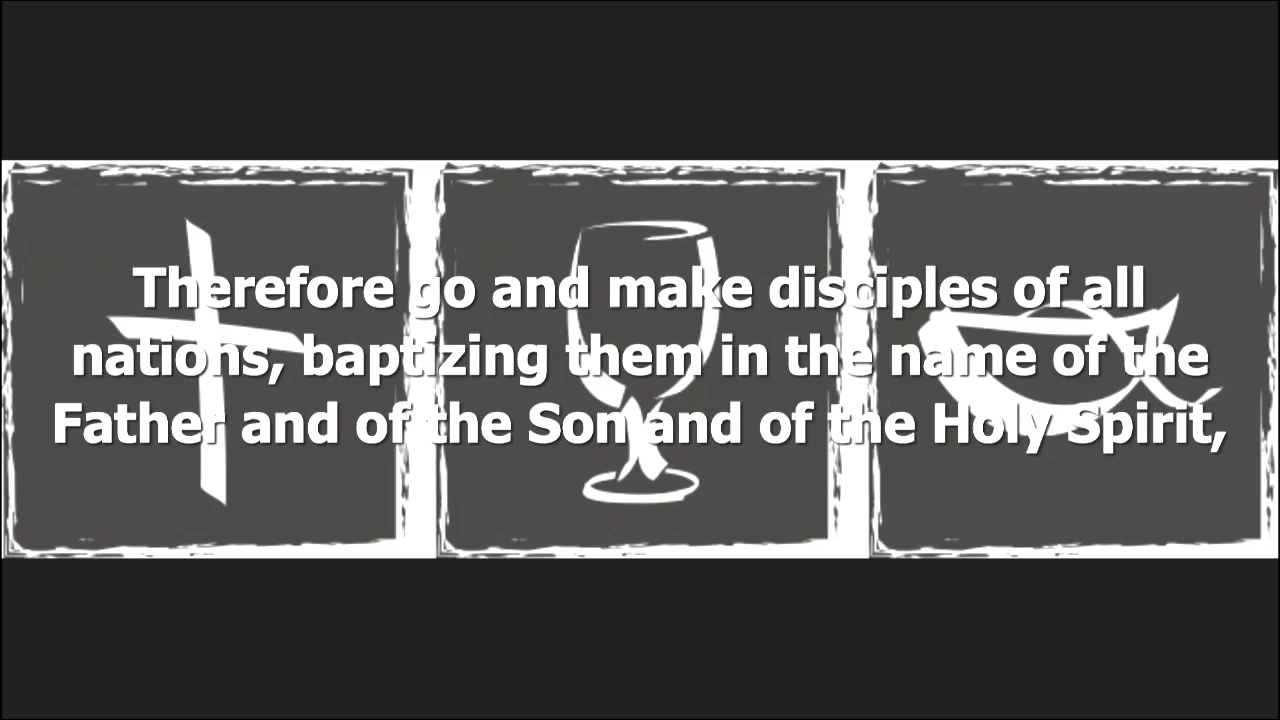 Therefore go and make disciples of all
nations, baptizing them in the name of the
Father and of the Son and of the Holy Spirit,